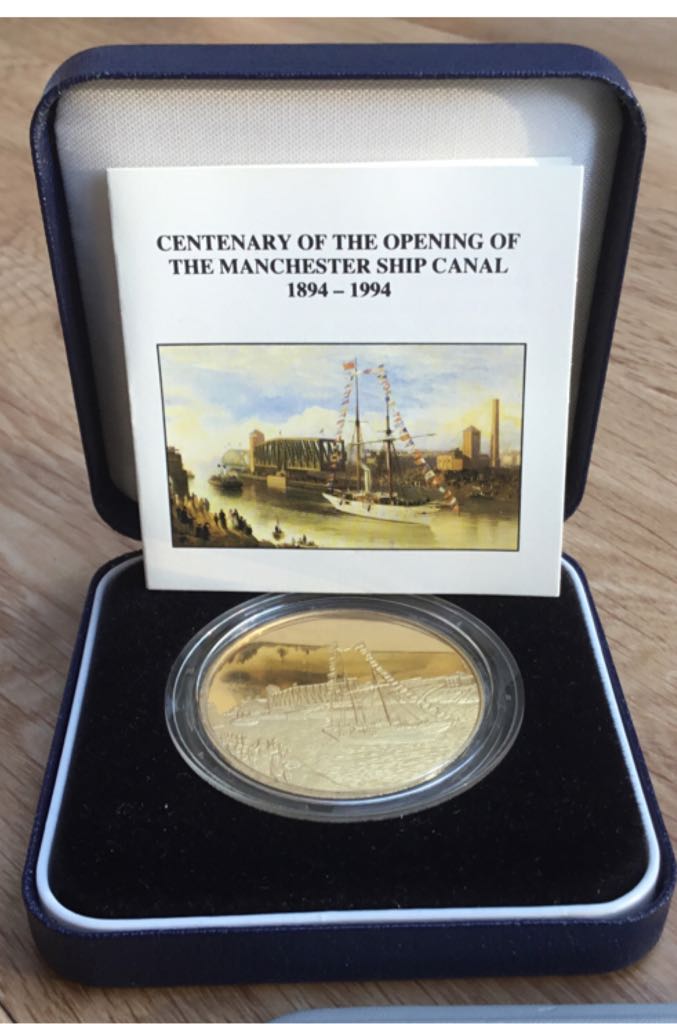 CENTENARY OF THE OPENING OF
THE MANCHESTER SHIP CANAL
1894 – 1994